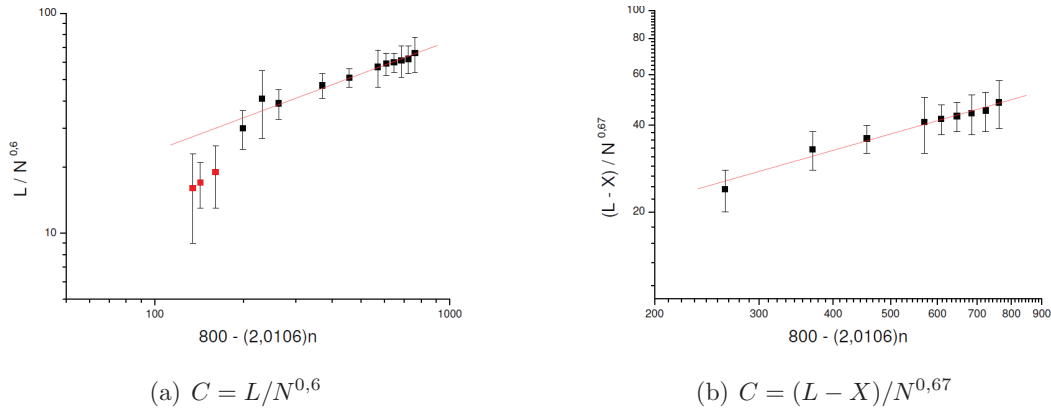 100
10
L / N 0,6
100
1000
800 - (2,0106)n
(a) C = L/N^{0,6}
100
80
60
40
20
(L - X) / N 0,67
200
300
400
500
600
700
800
900
800 - (2,0106)n
(b) C = (L − X)/N^{0,67}